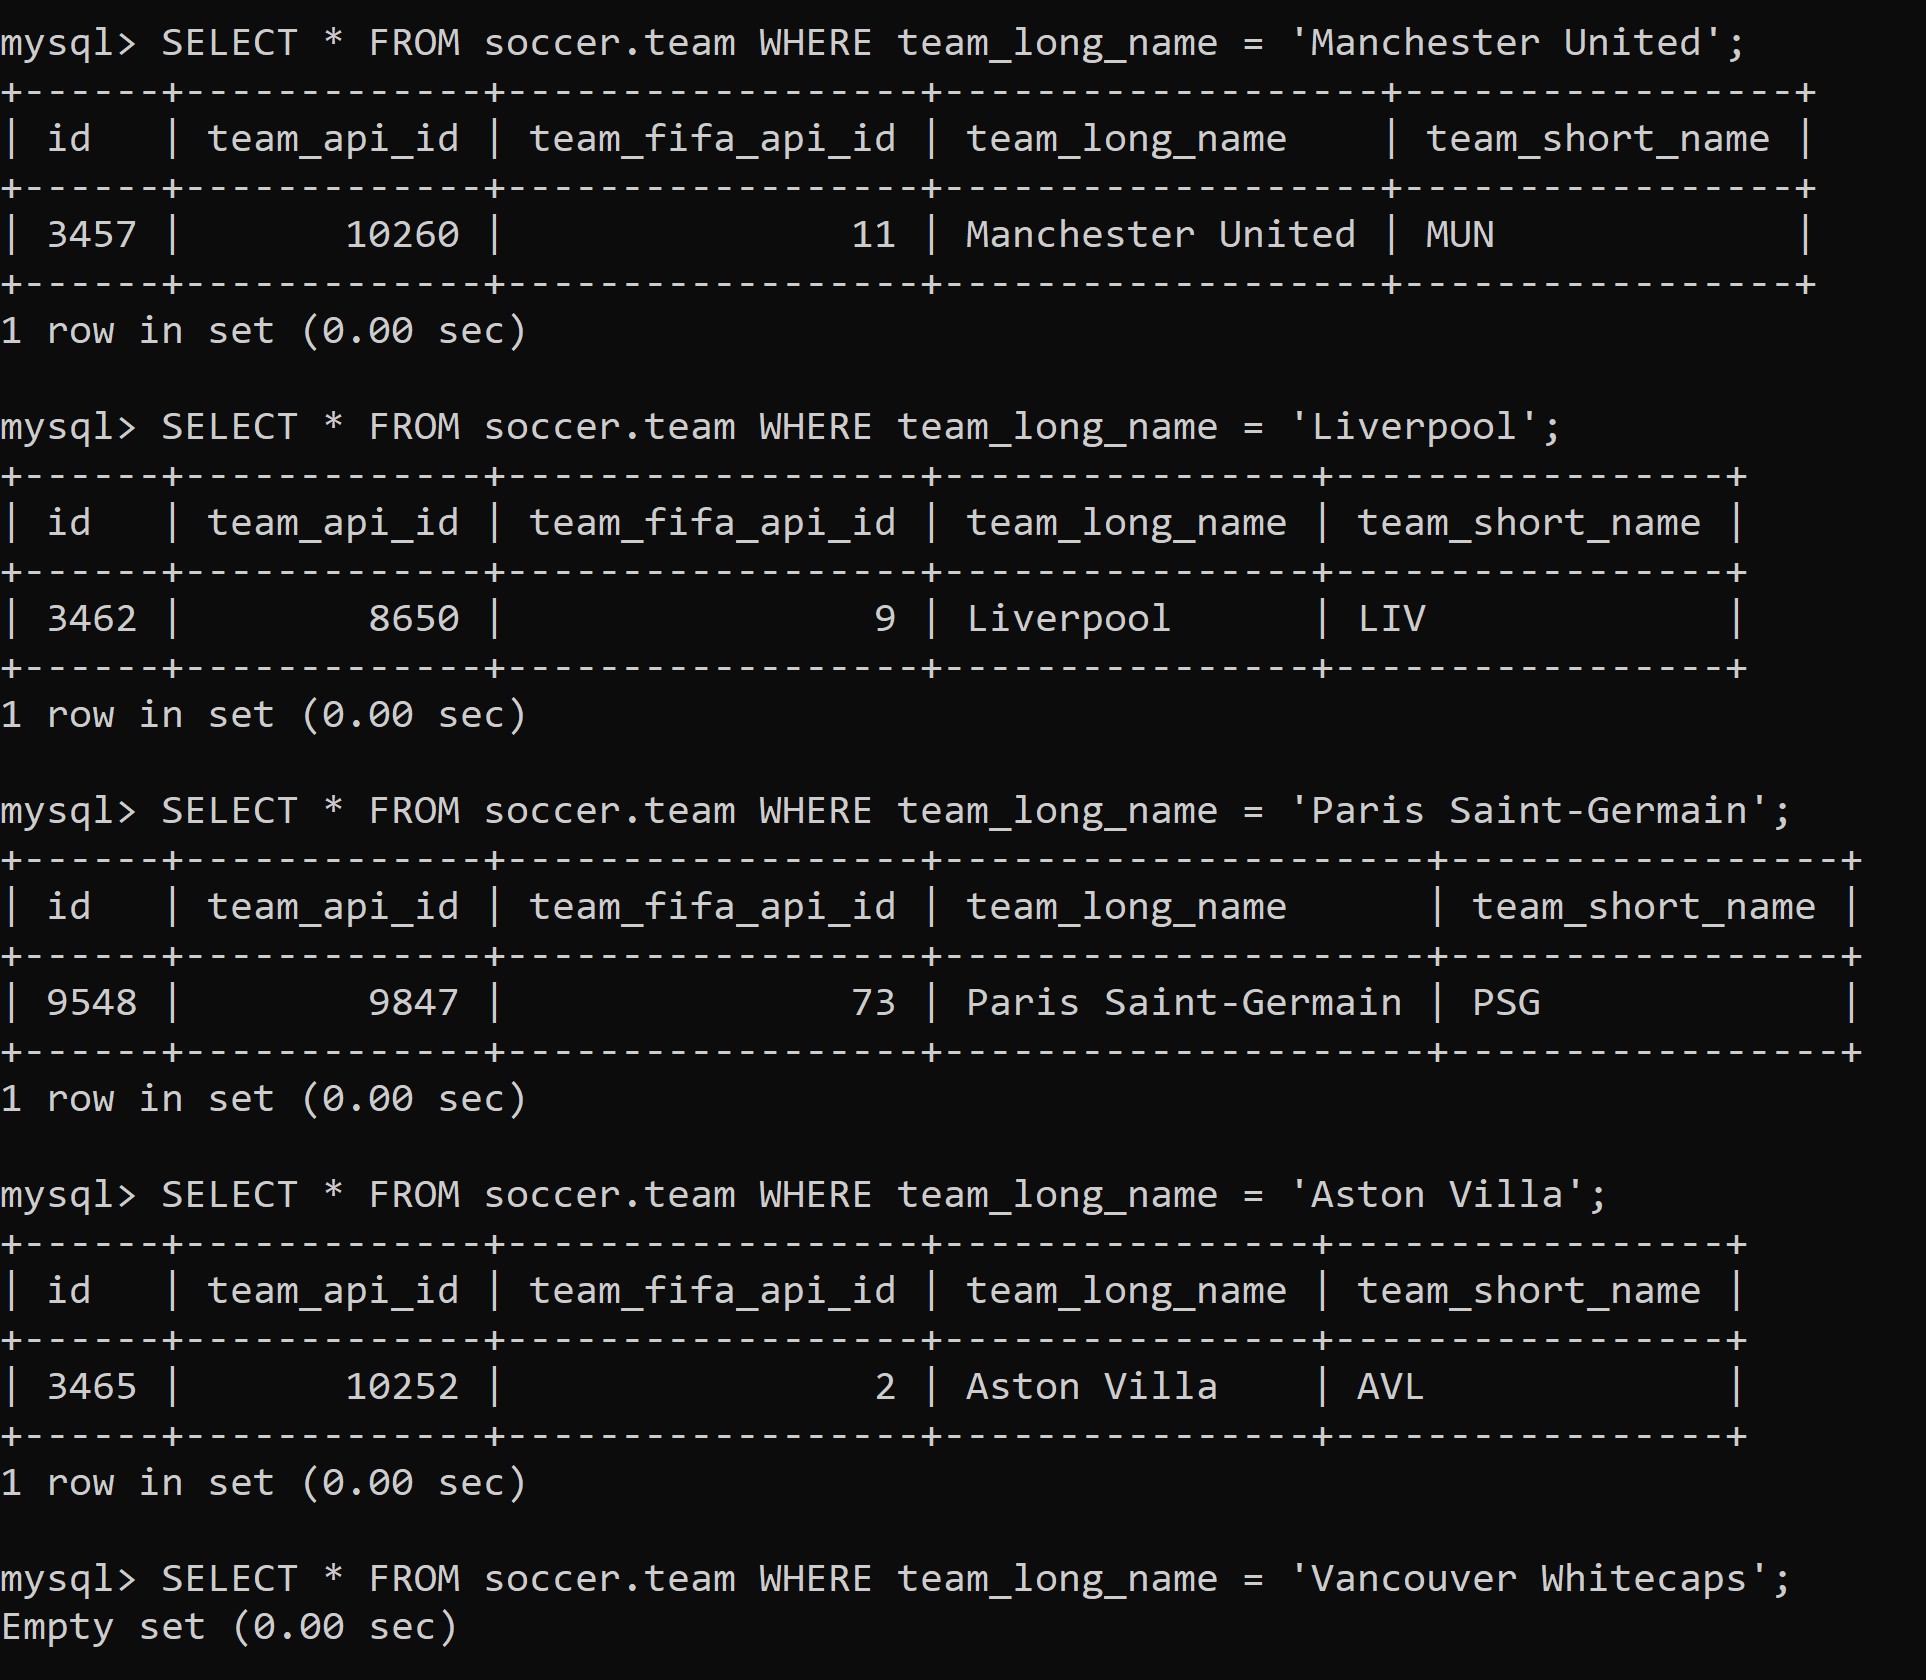 mysql> SELECT * FROM soccer.team WHERE team_long_name = 'Manchester United';
+------+-------------+------------------+-------------------+-----------------+
| id   | team_api_id | team_fifa_api_id | team_long_name    | team_short_name |
+------+-------------+------------------+-------------------+-----------------+
| 3457 |       10260 |               11 | Manchester United | MUN             |
+------+-------------+------------------+-------------------+-----------------+
1 row in set (0.00 sec)

mysql> SELECT * FROM soccer.team WHERE team_long_name = 'Liverpool';
+------+-------------+------------------+----------------+-----------------+
| id   | team_api_id | team_fifa_api_id | team_long_name | team_short_name |
+------+-------------+------------------+----------------+-----------------+
| 3462 |        8650 |                9 | Liverpool      | LIV             |
+------+-------------+------------------+----------------+-----------------+
1 row in set (0.00 sec)

mysql> SELECT * FROM soccer.team WHERE team_long_name = 'Paris Saint-Germain';
+------+-------------+------------------+---------------------+-----------------+
| id   | team_api_id | team_fifa_api_id | team_long_name      | team_short_name |
+------+-------------+------------------+---------------------+-----------------+
| 9548 |        9847 |               73 | Paris Saint-Germain | PSG             |
+------+-------------+------------------+---------------------+-----------------+
1 row in set (0.00 sec)

mysql> SELECT * FROM soccer.team WHERE team_long_name = 'Aston Villa';
+------+-------------+------------------+----------------+-----------------+
| id   | team_api_id | team_fifa_api_id | team_long_name | team_short_name |
+------+-------------+------------------+----------------+-----------------+
| 3465 |       10252 |                2 | Aston Villa    | AVL             |
+------+-------------+------------------+----------------+-----------------+
1 row in set (0.00 sec)

mysql> SELECT * FROM soccer.team WHERE team_long_name = 'Vancouver Whitecaps';
Empty set (0.00 sec)